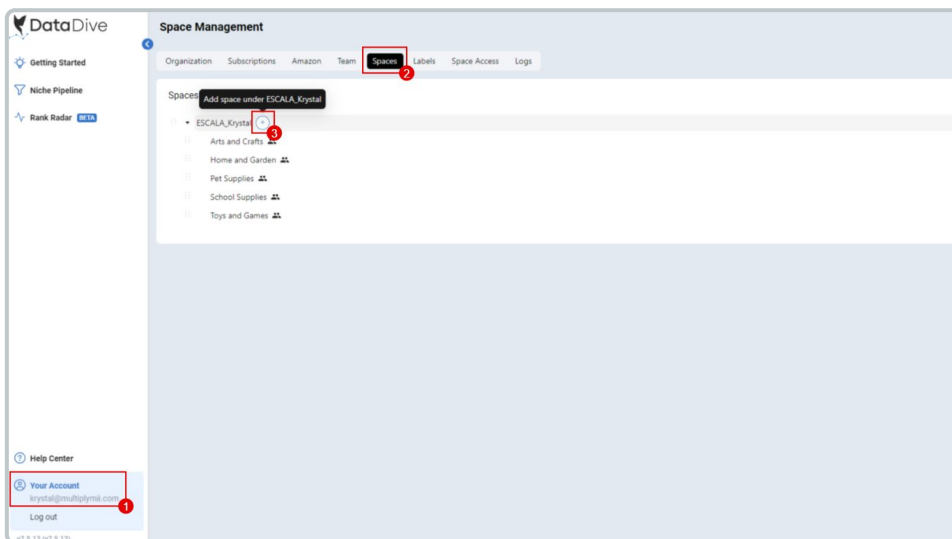 DataDive
Space Management
Getting Started
Niche Pipeline
Rank Radar BETA
Organization Subscriptions Amazon Team Spaces Labels Space Access Logs
2
Spaces
Add space under ESCALA_Krystal
ESCALA_Krystal +
3
Arts and Crafts
Home and Garden
Pet Supplies
School Supplies
Toys and Games
Help Center
Your Account
krystal@multiplymii.com
1
Log out